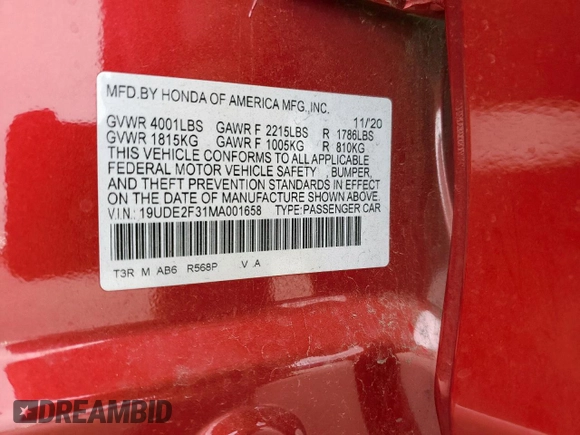 MFD.BY HONDA OF AMERICA MFG.,INC.
GVWR 4001LBS GAWR F 2215LBS R 1786LBS 11/20
GVWR 1815KG GAWR F 1005KG R 810KG
THIS VEHICLE CONFORMS TO ALL APPLICABLE
FEDERAL MOTOR VEHICLE SAFETY , BUMPER,
AND THEFT PREVENTION STANDARDS IN EFFECT
ON THE DATE OF MANUFACTURE SHOWN ABOVE.
V.I.N: 19UDE2F31MA001658 TYPE:PASSENGER CAR
T3R M AB6 R568P V A
DREAMBID